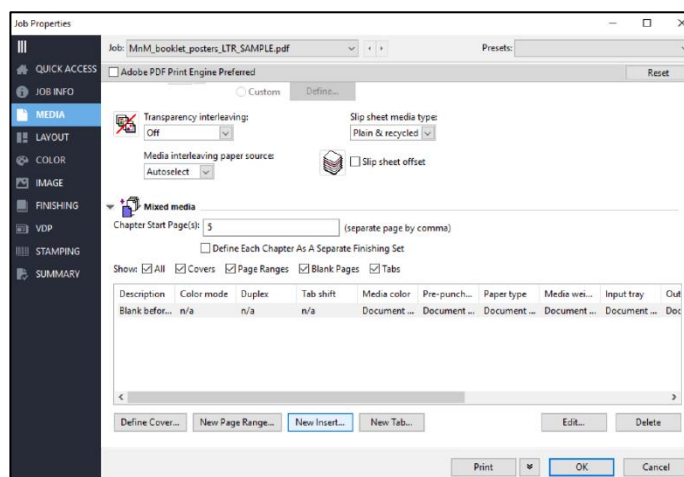 Job Properties
Job: MnM_booklet_posters_LTR_SAMPLE.pdf
Presets:
QUICK ACCESS
JOB INFO
MEDIA
LAYOUT
COLOR
IMAGE
FINISHING
VDP
STAMPING
SUMMARY
Adobe PDF Print Engine Preferred
Reset
Custom Define...
Transparency interleaving: Slip sheet media type:
Off Plain & recycled
Media interleaving paper source: Slip sheet offset
Autoselect
Mixed media
Chapter Start Page(s): 5 (separate page by comma)
Define Each Chapter As A Separate Finishing Set
Show: All Covers Page Ranges Blank Pages Tabs
Description Color mode Duplex Tab shift Media color Pre-punch... Paper type Media wei... Input tray Out
Blank befor... n/a n/a n/a Document ... Document ... Document ... Document ... Document ... Doc
Define Cover... New Page Range... New Insert... New Tab... Edit... Delete
Print OK Cancel